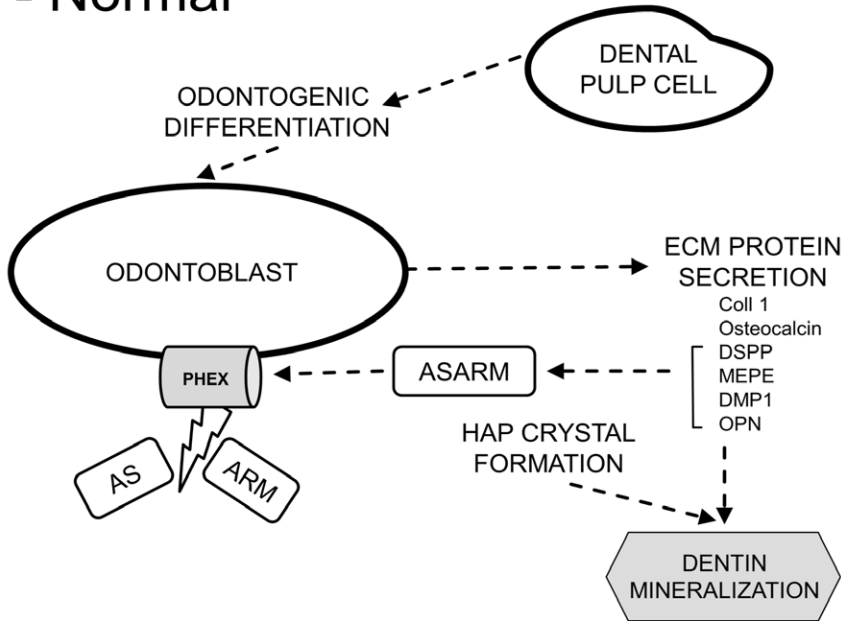 - Normal
DENTAL
PULP CELL
ODONTOGENIC
DIFFERENTIATION
ODONTOBLAST
ECM PROTEIN
SECRETION
Coll 1
Osteocalcin
DSPP
MEPE
DMP1
OPN
ASARM
PHEX
AS
ARM
HAP CRYSTAL
FORMATION
DENTIN
MINERALIZATION